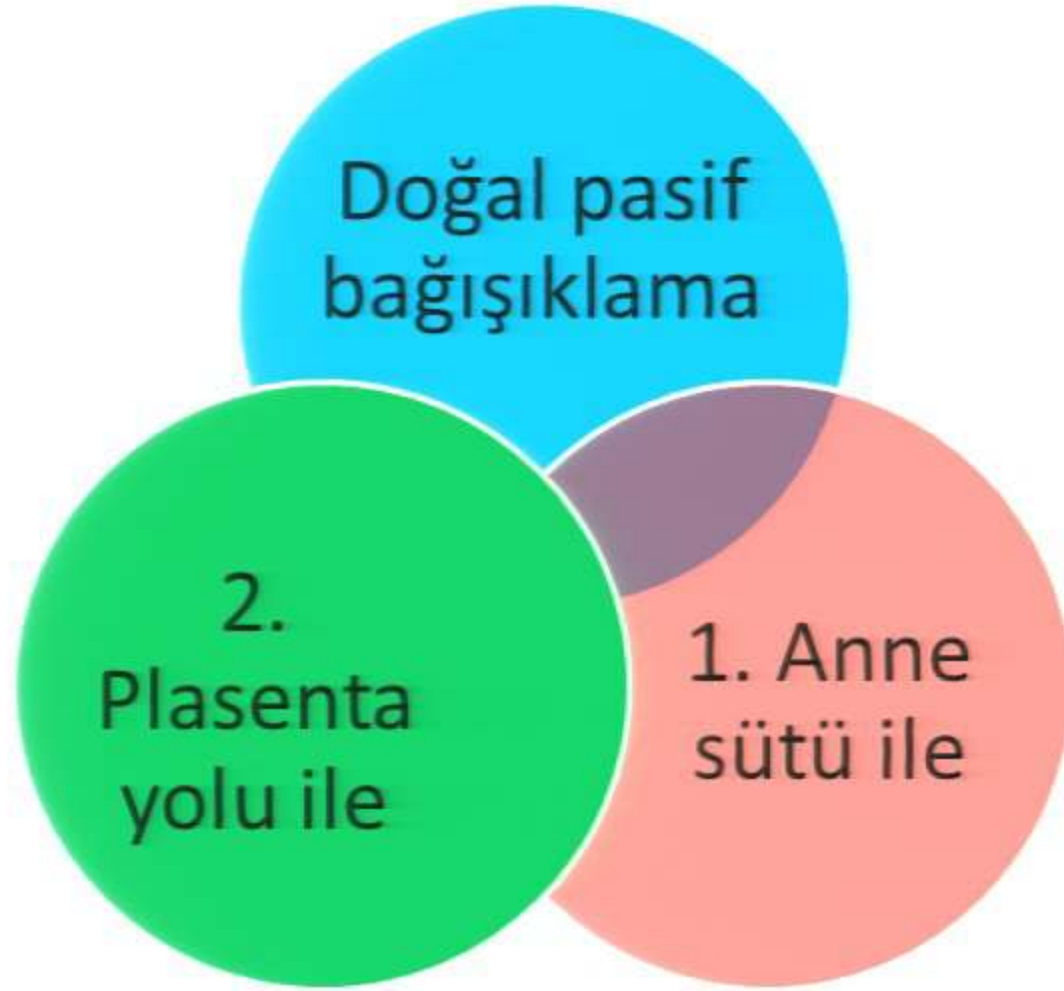 Doğal pasif
bağışıklama
2.
Plasenta
yolu ile
1. Anne
sütü ile